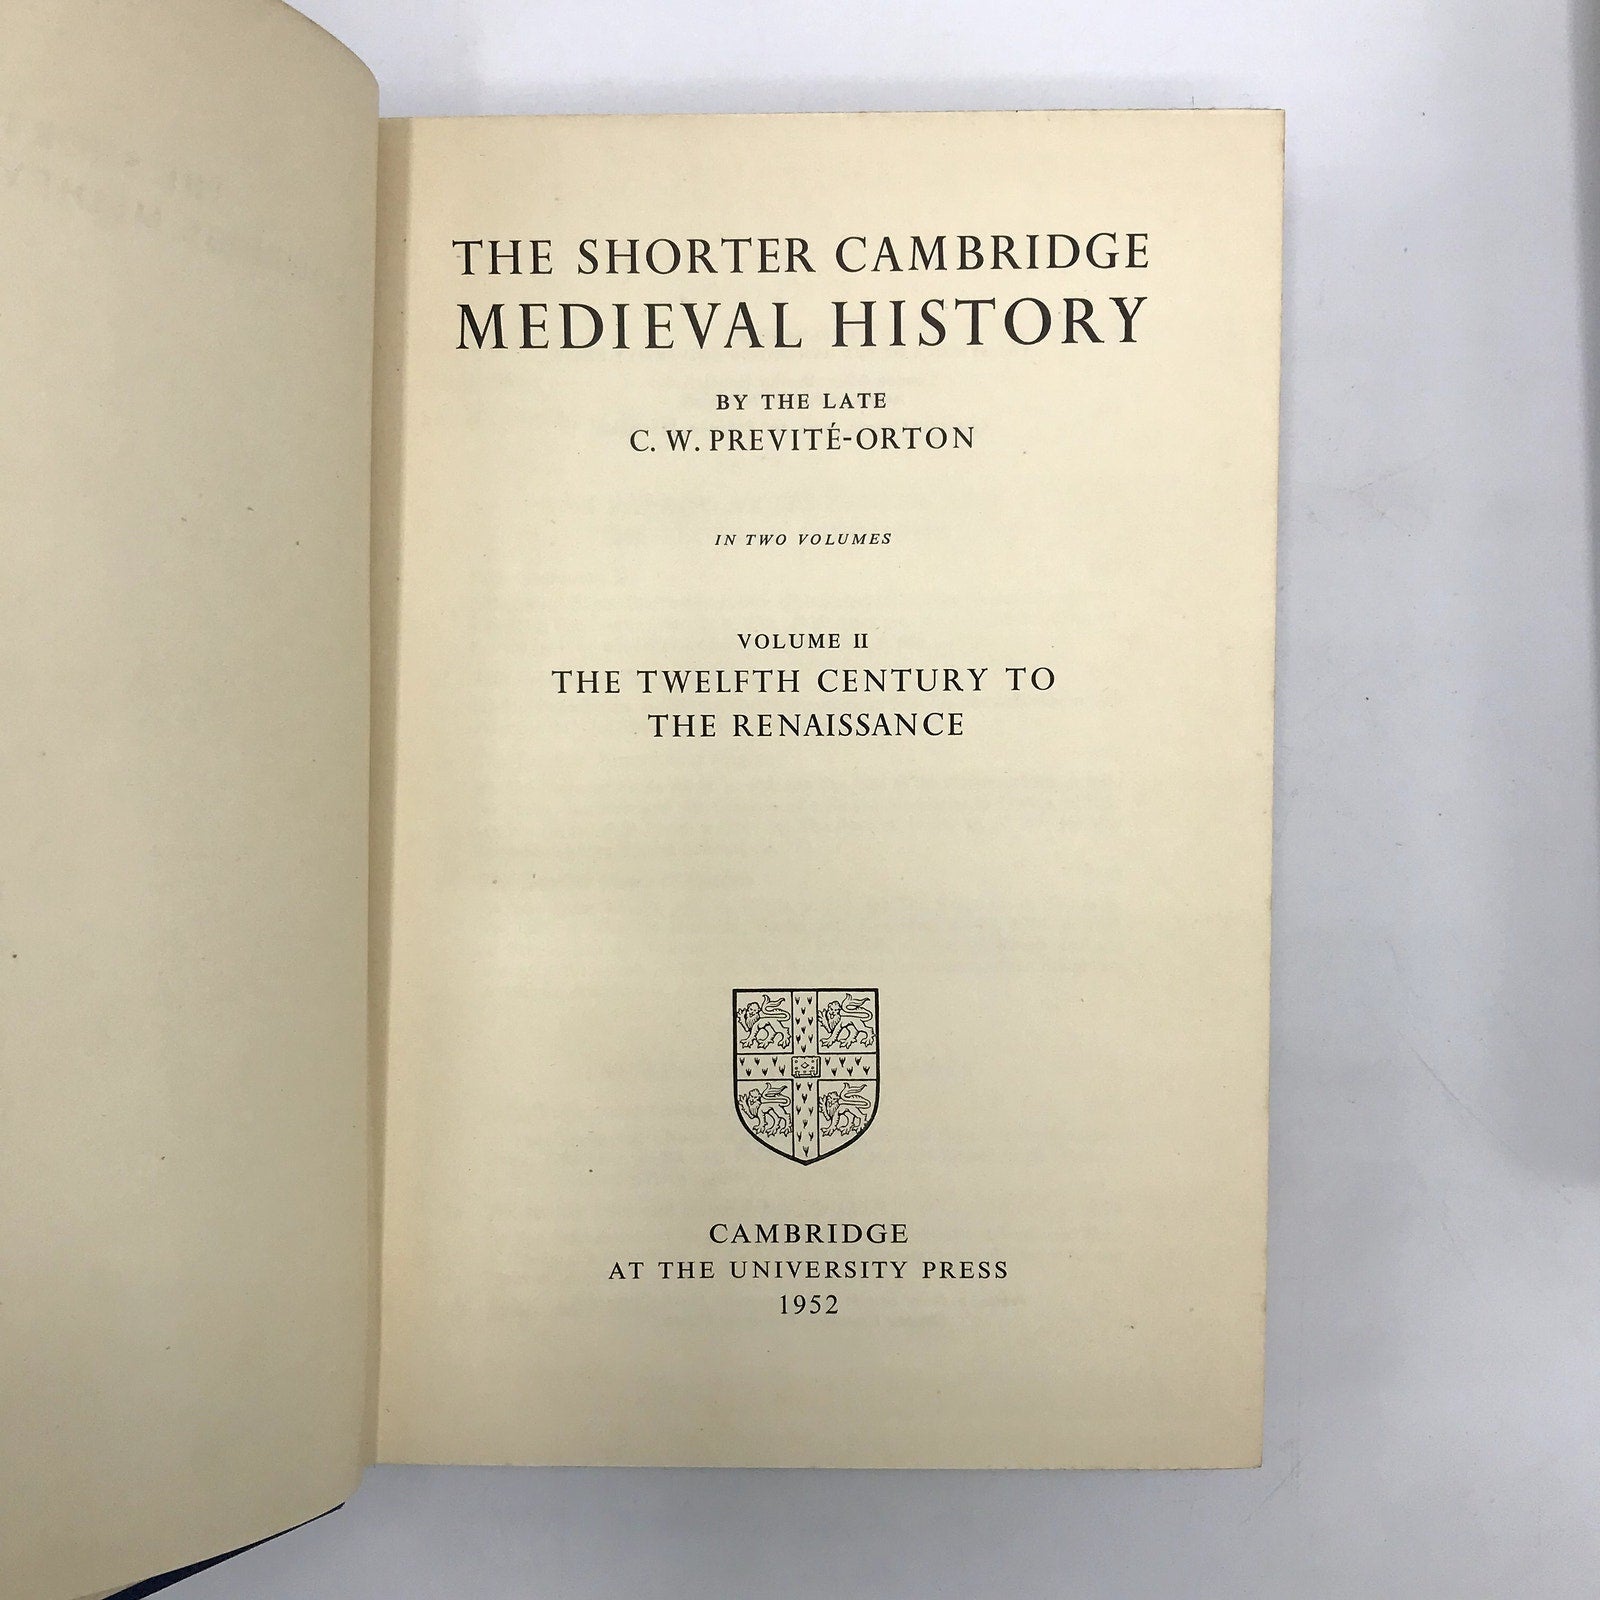 THE SHORTER CAMBRIDGE
MEDIEVAL HISTORY
BY THE LATE
C. W. PREVITÉ-ORTON
IN TWO VOLUMES
VOLUME II
THE TWELFTH CENTURY TO
THE RENAISSANCE
CAMBRIDGE
AT THE UNIVERSITY PRESS
1952